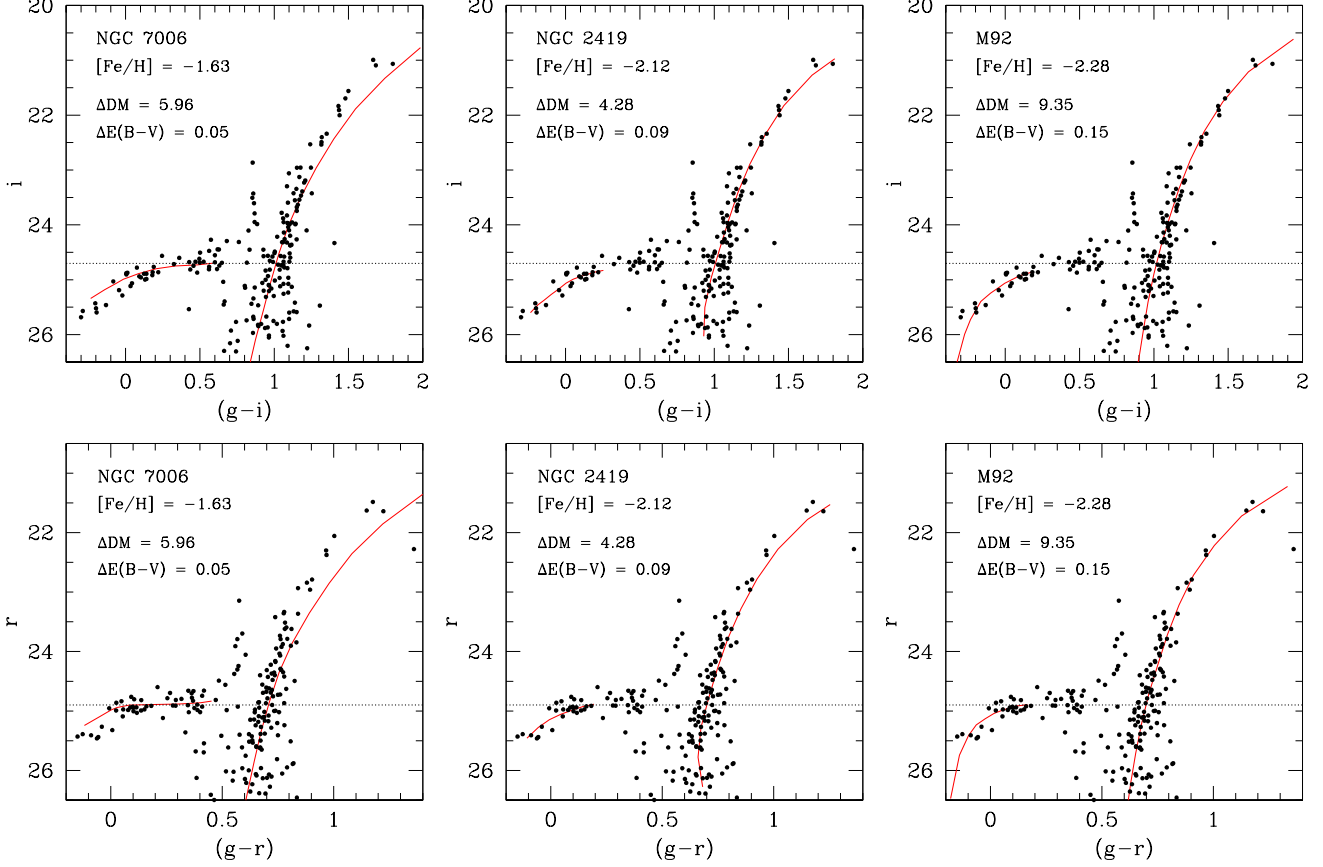 20
22
24
26
i
NGC 7006
[Fe/H] = −1.63
ΔDM = 5.96
ΔE(B−V) = 0.05
0 0.5 1 1.5 2
(g−i)
i
NGC 2419
[Fe/H] = −2.12
ΔDM = 4.28
ΔE(B−V) = 0.09
0 0.5 1 1.5 2
(g−i)
i
M92
[Fe/H] = −2.28
ΔDM = 9.35
ΔE(B−V) = 0.15
0 0.5 1 1.5 2
(g−i)
20
22
24
26
20
22
24
26
22
24
26
r
NGC 7006
[Fe/H] = −1.63
ΔDM = 5.96
ΔE(B−V) = 0.05
0 0.5 1
(g−r)
22
24
26
r
NGC 2419
[Fe/H] = −2.12
ΔDM = 4.28
ΔE(B−V) = 0.09
0 0.5 1
(g−r)
22
24
26
r
M92
[Fe/H] = −2.28
ΔDM = 9.35
ΔE(B−V) = 0.15
0 0.5 1
(g−r)